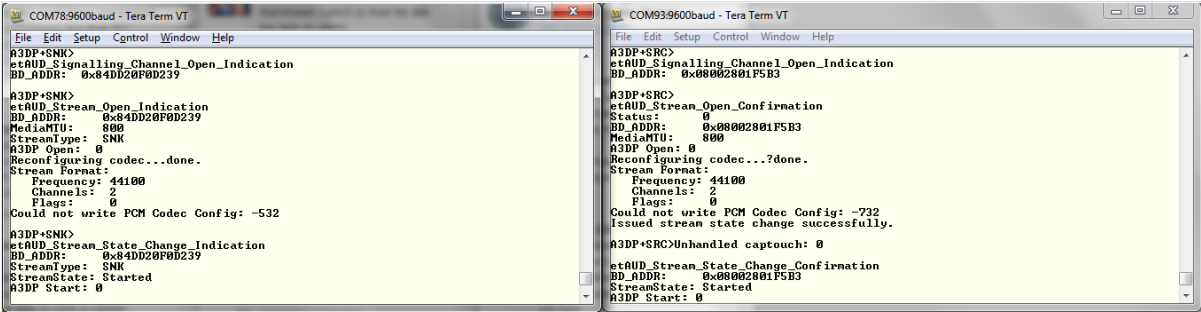 COM78:9600baud - Tera Term VT
File Edit Setup Control Window Help
A3DP+SNK>
etAUD_Signalling_Channel_Open_Indication
BD_ADDR: 0x84DD20F0D239
A3DP+SNK>
etAUD_Stream_Open_Indication
BD_ADDR: 0x84DD20F0D239
MediaMTU: 800
StreamType: SNK
A3DP Open: 0
Reconfiguring codec...done.
Stream Format:
Frequency: 44100
Channels: 2
Flags: 0
Could not write PCM Codec Config: -532
A3DP+SNK>
etAUD_Stream_State_Change_Indication
BD_ADDR: 0x84DD20F0D239
StreamType: SNK
StreamState: Started
A3DP Start: 0
COM93:9600baud - Tera Term VT
File Edit Setup Control Window Help
A3DP+SRC>
etAUD_Signalling_Channel_Open_Indication
BD_ADDR: 0x08002801F5B3
A3DP+SRC>
etAUD_Stream_Open_Confirmation
Status: 0
BD_ADDR: 0x08002801F5B3
MediaMTU: 800
A3DP Open: 0
Reconfiguring codec...?done.
Stream Format:
Frequency: 44100
Channels: 2
Flags: 0
Could not write PCM Codec Config: -732
Issued stream state change successfully.
A3DP+SRC>Unhandled captouch: 0
etAUD_Stream_State_Change_Confirmation
BD_ADDR: 0x08002801F5B3
StreamState: Started
A3DP Start: 0